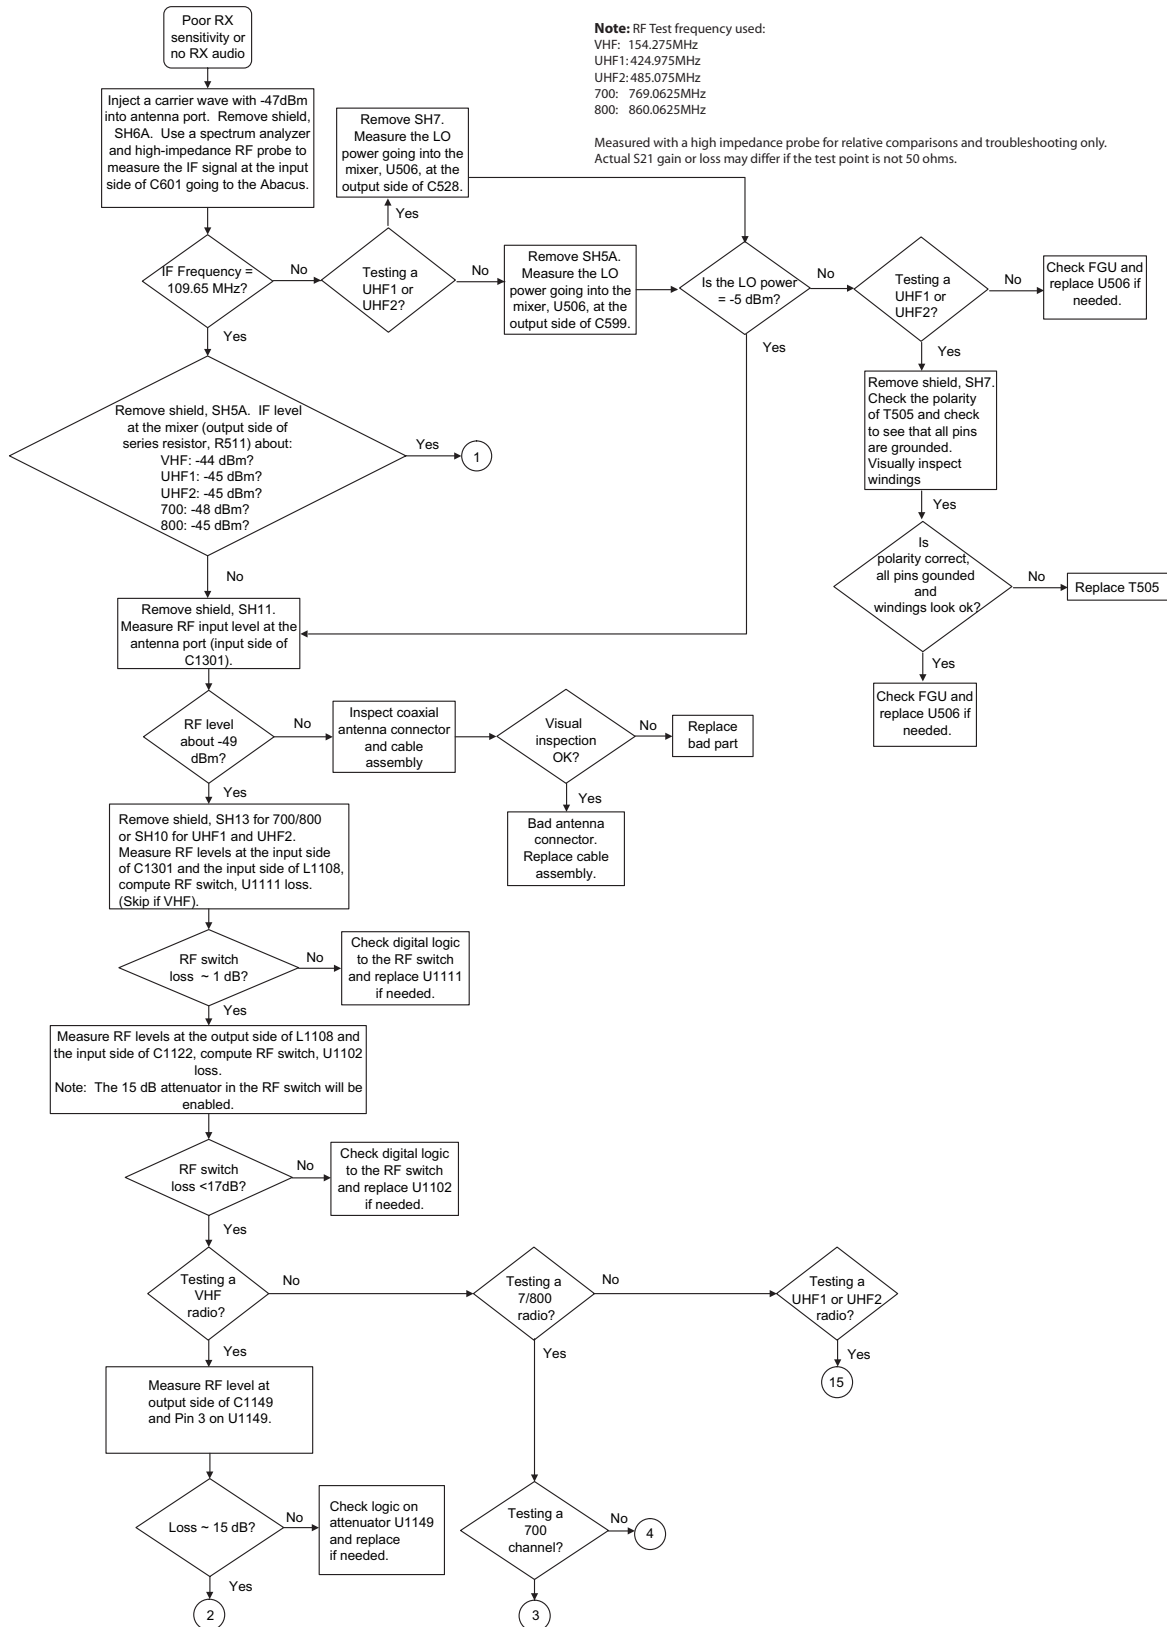 Poor RX
sensitivity or
no RX audio
Note: RF Test frequency used:
VHF: 154.275MHz
UHF1: 424.975MHz
UHF2: 485.075MHz
700: 769.0625MHz
800: 860.0625MHz
Measured with a high impedance probe for relative comparisons and troubleshooting only.
Actual S21 gain or loss may differ if the test point is not 50 ohms.
Inject a carrier wave with -47dBm
into antenna port. Remove shield,
SH6A. Use a spectrum analyzer
and high-impedance RF probe to
measure the IF signal at the input
side of C601 going to the Abacus.
Remove SH7.
Measure the LO
power going into the
mixer, U506, at the
output side of C528.
Yes
IF Frequency =
109.65 MHz?
No
Testing a
UHF1 or
UHF2?
No
Remove SH5A.
Measure the LO
power going into the
mixer, U506, at the
output side of C599.
Is the LO power
= -5 dBm?
No
Testing a
UHF1 or
UHF2?
No
Check FGU and
replace U506 if
needed.
Yes
Yes
Yes
Remove shield, SH5A. IF level
at the mixer (output side of
series resistor, R511) about:
VHF: -44 dBm?
UHF1: -45 dBm?
UHF2: -45 dBm?
700: -48 dBm?
800: -45 dBm?
Yes
1
Remove shield, SH7.
Check the polarity
of T505 and check
to see that all pins
are grounded.
Visually inspect
windings
Yes
Is
polarity correct,
all pins gounded
and
windings look ok?
No
Replace T505
Yes
Check FGU and
replace U506 if
needed.
No
Remove shield, SH11.
Measure RF input level at the
antenna port (input side of
C1301).
RF level
about -49
dBm?
No
Inspect coaxial
antenna connector
and cable
assembly
Visual
inspection
OK?
No
Replace
bad part
Yes
Yes
Bad antenna
connector.
Replace cable
assembly.
Remove shield, SH13 for 700/800
or SH10 for UHF1 and UHF2.
Measure RF levels at the input side
of C1301 and the input side of L1108,
compute RF switch, U1111 loss.
(Skip if VHF).
RF switch
loss ~ 1 dB?
No
Check digital logic
to the RF switch
and replace U1111
if needed.
Yes
Measure RF levels at the output side of L1108 and
the input side of C1122, compute RF switch, U1102
loss.
Note: The 15 dB attenuator in the RF switch will be
enabled.
RF switch
loss <17dB?
No
Check digital logic
to the RF switch
and replace U1102
if needed.
Yes
Testing a
VHF
radio?
No
Testing a
7/800
radio?
No
Testing a
UHF1 or UHF2
radio?
Yes
Yes
Yes
15
Measure RF level at
output side of C1149
and Pin 3 on U1149.
Loss ~ 15 dB?
No
Check logic on
attenuator U1149
and replace
if needed.
Testing a
700
channel?
No
4
Yes
2
3